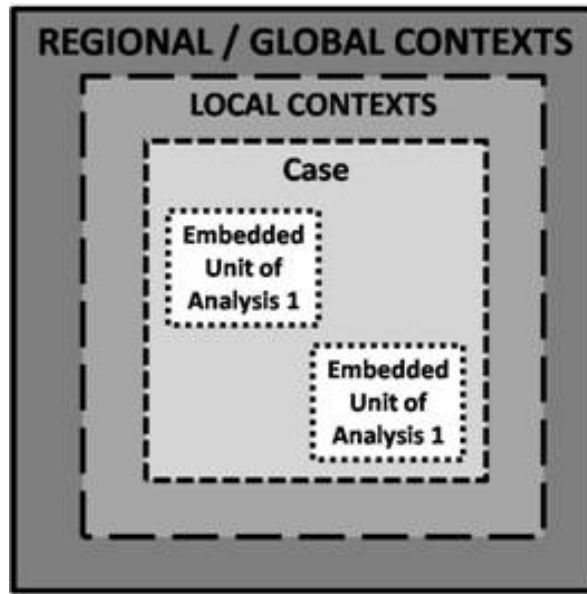 REGIONAL / GLOBAL CONTEXTS
LOCAL CONTEXTS
Case
Embedded
Unit of
Analysis 1
Embedded
Unit of
Analysis 1